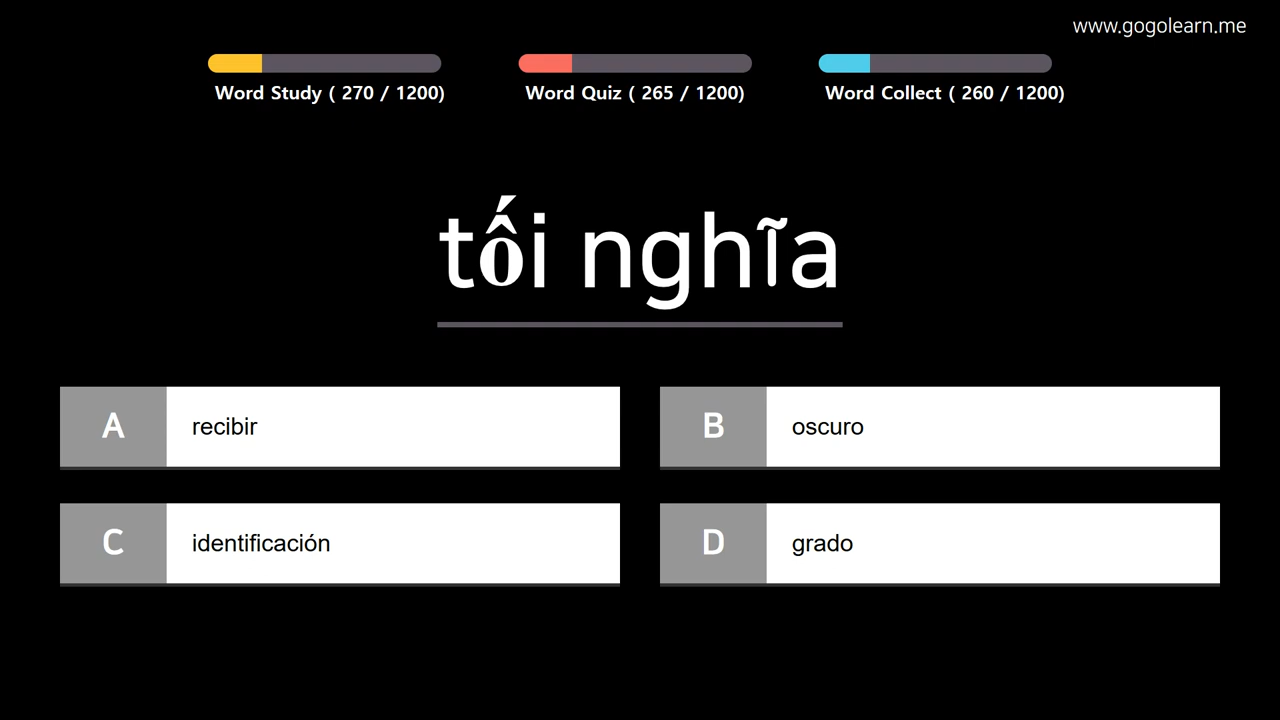 www.gogolearn.me
Word Study ( 270 / 1200)
Word Quiz ( 265 / 1200)
Word Collect ( 260 / 1200)
tối nghĩa
A recibir
B oscuro
C identificación
D grado